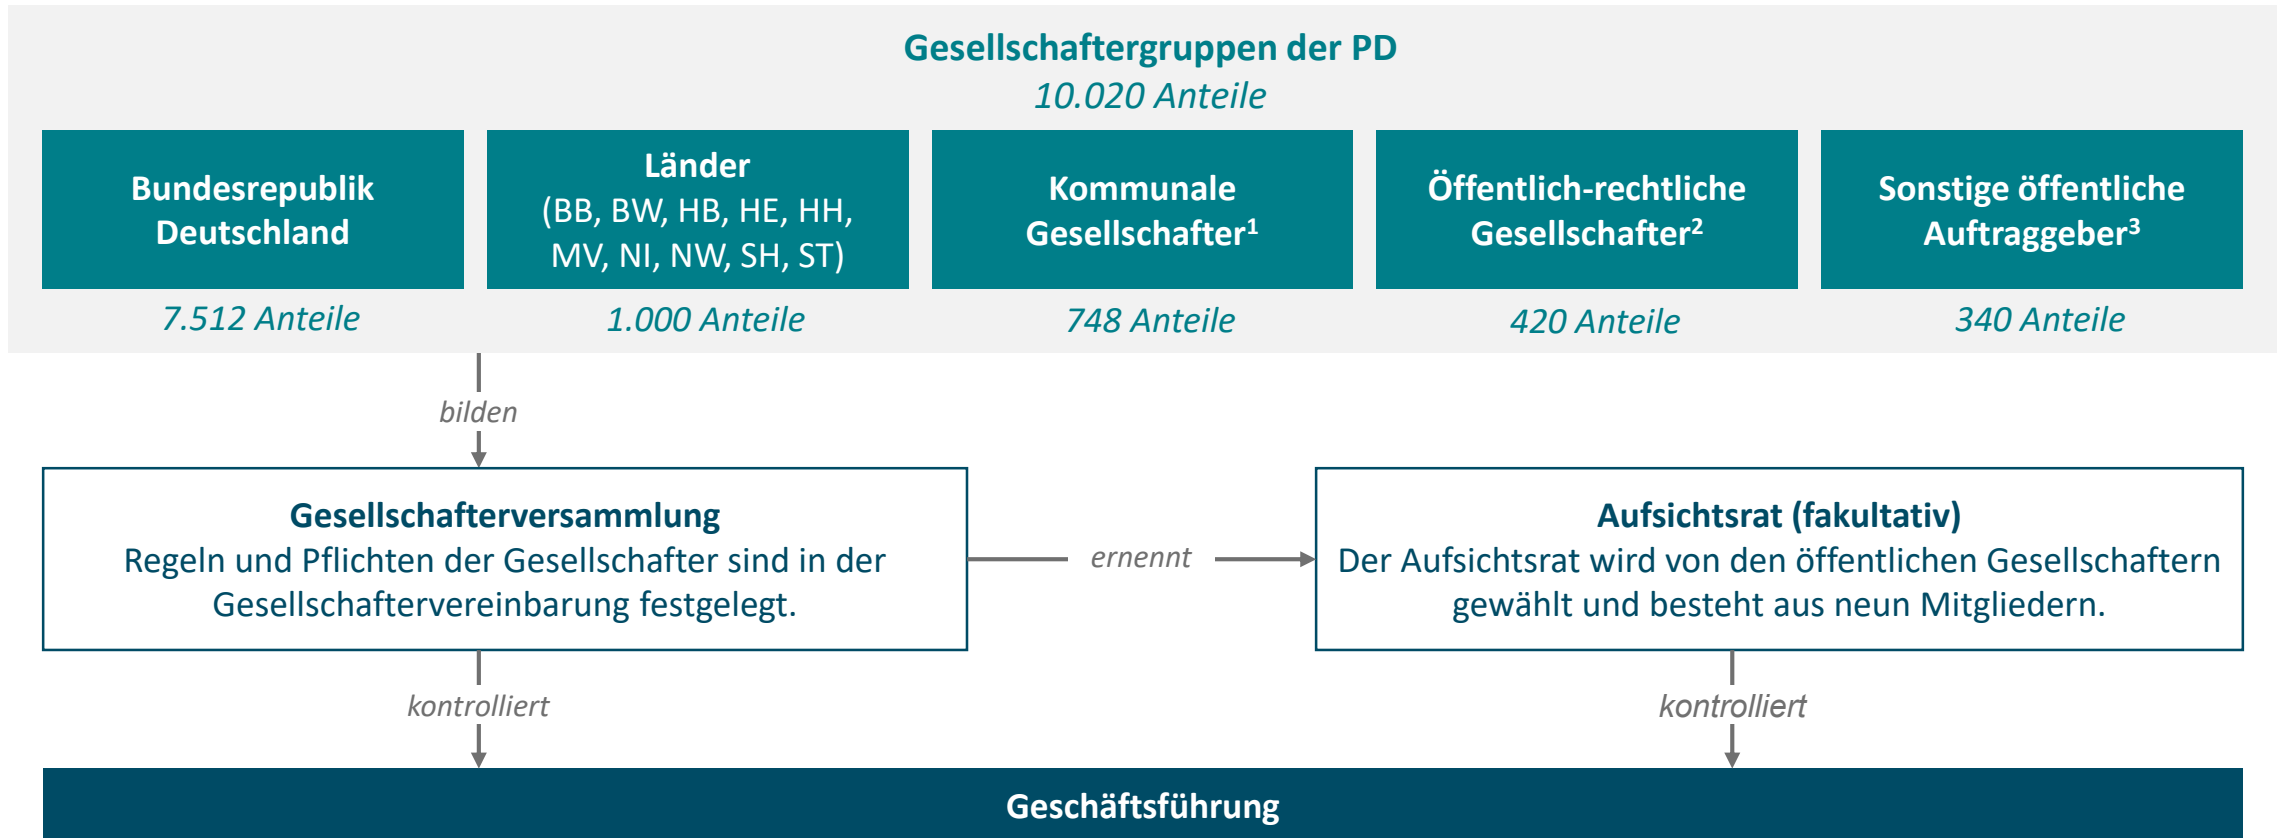 Gesellschaftergruppen der PD
10.020 Anteile
Bundesrepublik
Deutschland
7.512 Anteile
Länder
(BB, BW, HB, HE, HH,
MV, NI, NW, SH, ST)
1.000 Anteile
Kommunale
Gesellschafter¹
748 Anteile
Öffentlich-rechtliche
Gesellschafter²
420 Anteile
Sonstige öffentliche
Auftraggeber³
340 Anteile
bilden
Gesellschafterversammlung
Regeln und Pflichten der Gesellschafter sind in der
Gesellschaftervereinbarung festgelegt.
ernennt
Aufsichtsrat (fakultativ)
Der Aufsichtsrat wird von den öffentlichen Gesellschaftern
gewählt und besteht aus neun Mitgliedern.
kontrolliert
kontrolliert
Geschäftsführung